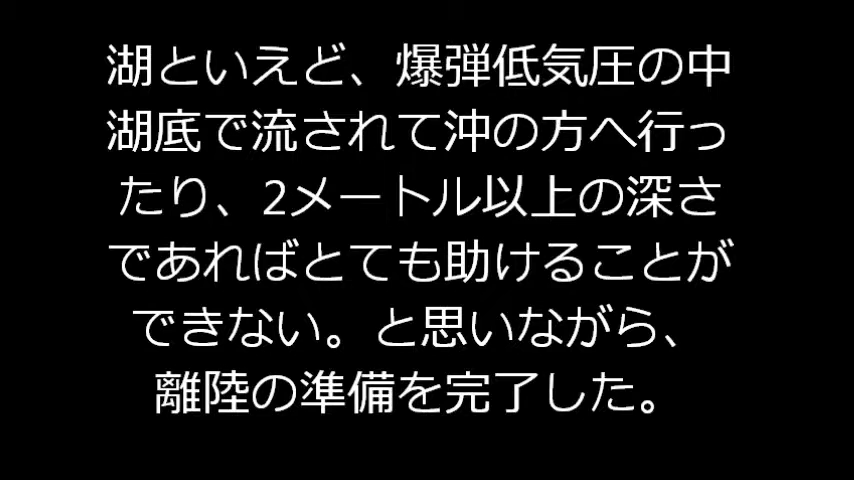 湖といえど、爆弾低気圧の中
湖底で流されて沖の方へ行っ
たり、2メートル以上の深さ
であればとても助けることが
できない。と思いながら、
離陸の準備を完了した。